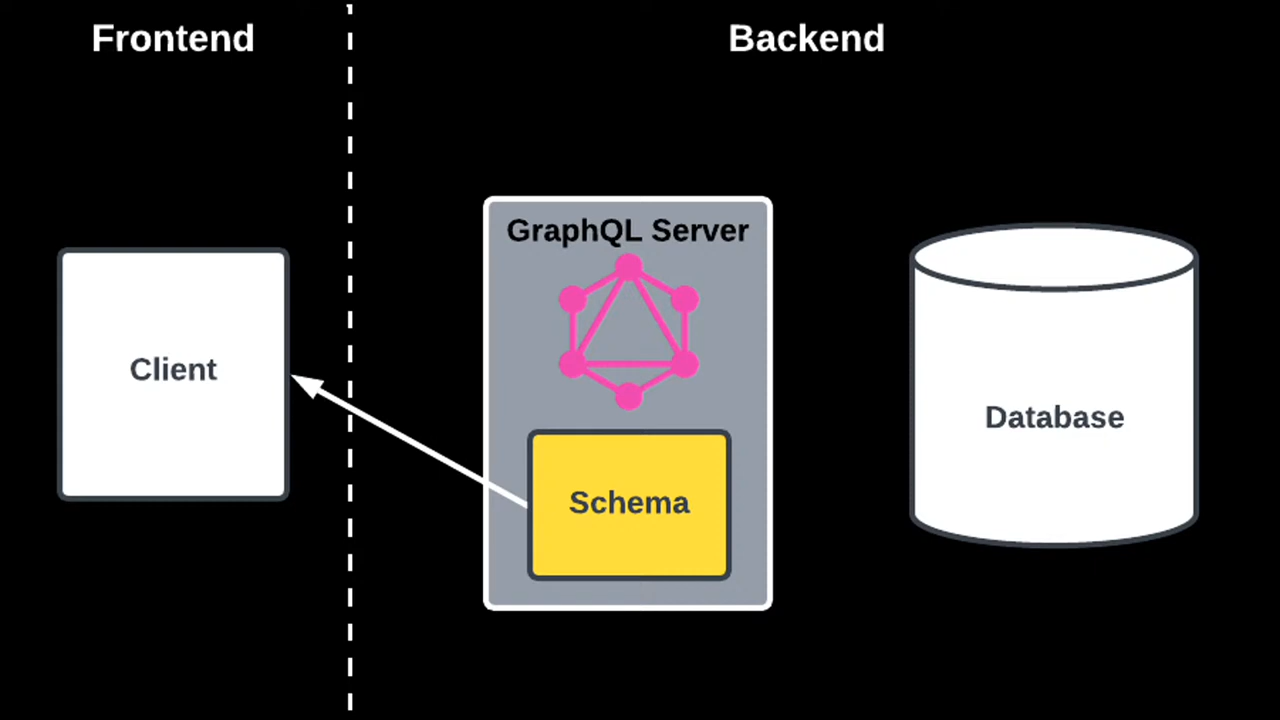 Frontend
Backend
GraphQL Server
Client
Schema
Database